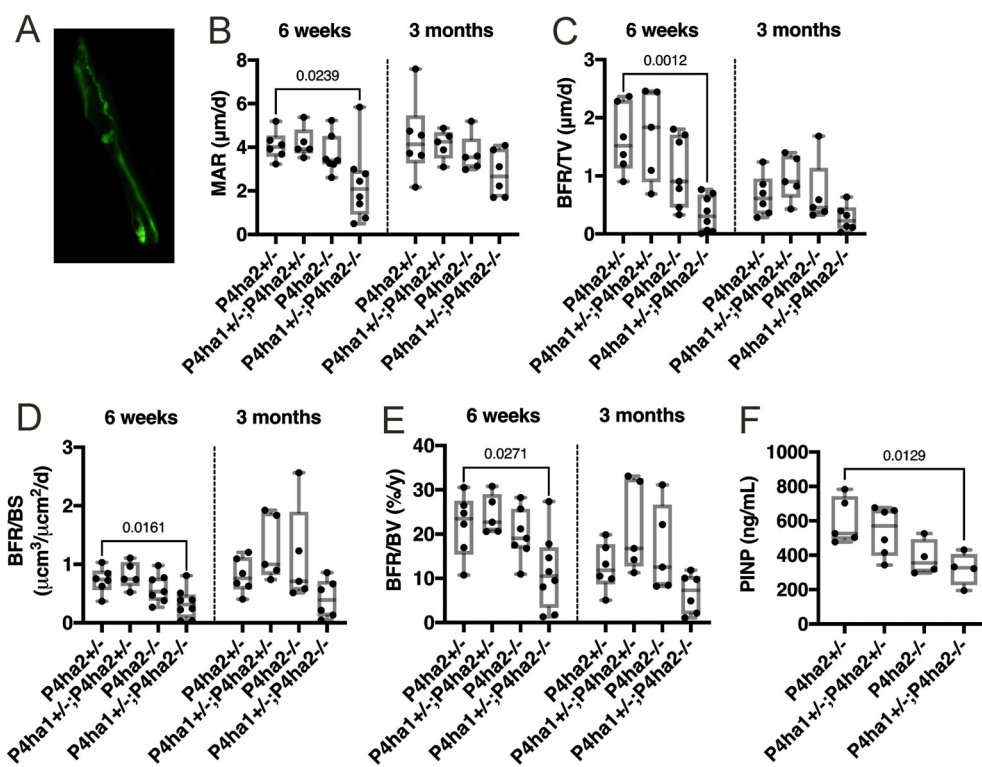 A
B
6 weeks
3 months
MAR (μm/d)
8
6
4
2
0
0.0239
P4ha2+/-
P4ha1+/-;P4ha2+/-
P4ha2-/-
P4ha1+/-;P4ha2-/-
P4ha2+/-
P4ha1+/-;P4ha2+/-
P4ha2-/-
P4ha1+/-;P4ha2-/-
C
6 weeks
3 months
BFR/TV (μm/d)
3
2
1
0
0.0012
P4ha2+/-
P4ha1+/-;P4ha2+/-
P4ha2-/-
P4ha1+/-;P4ha2-/-
P4ha2+/-
P4ha1+/-;P4ha2+/-
P4ha2-/-
P4ha1+/-;P4ha2-/-
D
6 weeks
3 months
BFR/BS
(μcm3/μcm2/d)
3
2
1
0
0.0161
P4ha2+/-
P4ha1+/-;P4ha2+/-
P4ha2-/-
P4ha1+/-;P4ha2-/-
P4ha2+/-
P4ha1+/-;P4ha2+/-
P4ha2-/-
P4ha1+/-;P4ha2-/-
E
6 weeks
3 months
BFR/BV (%/y)
40
30
20
10
0
0.0271
P4ha2+/-
P4ha1+/-;P4ha2+/-
P4ha2-/-
P4ha1+/-;P4ha2-/-
P4ha2+/-
P4ha1+/-;P4ha2+/-
P4ha2-/-
P4ha1+/-;P4ha2-/-
F
PINP (ng/mL)
1000
800
600
400
200
0
0.0129
P4ha2+/-
P4ha1+/-;P4ha2+/-
P4ha2-/-
P4ha1+/-;P4ha2-/-